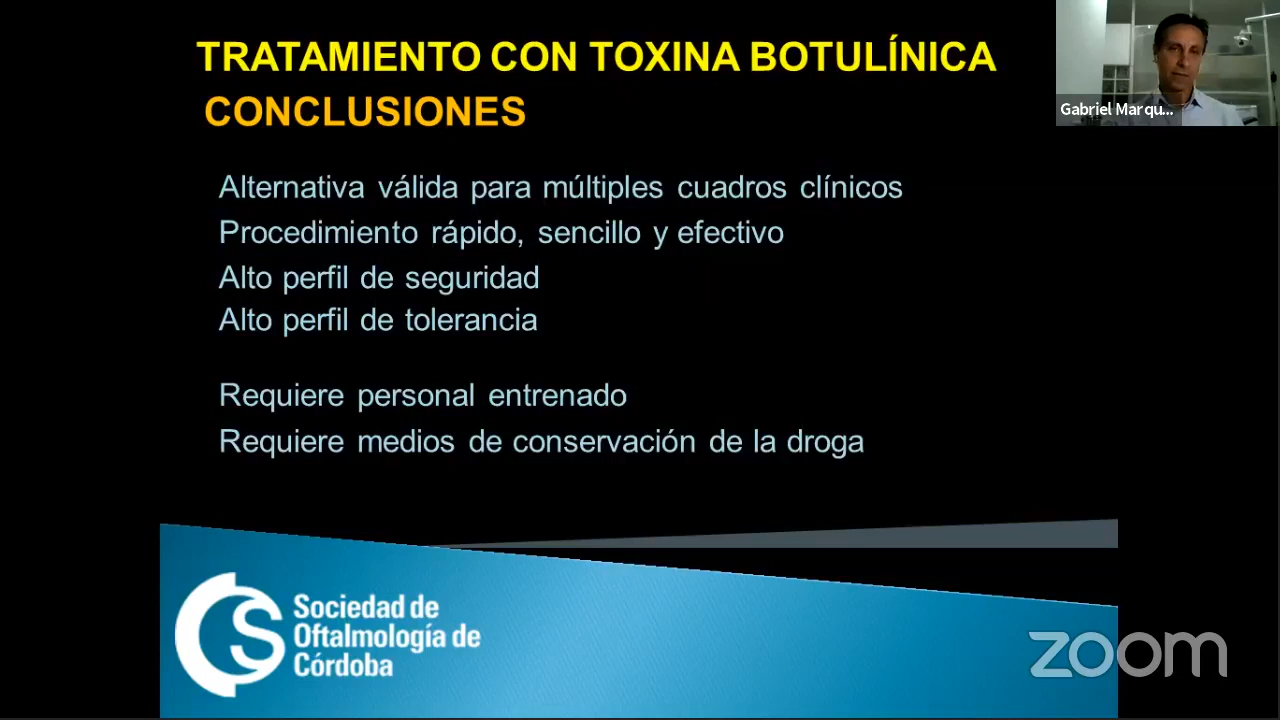 TRATAMIENTO CON TOXINA BOTULÍNICA
CONCLUSIONES
Gabriel Marqu...
Alternativa válida para múltiples cuadros clínicos
Procedimiento rápido, sencillo y efectivo
Alto perfil de seguridad
Alto perfil de tolerancia
Requiere personal entrenado
Requiere medios de conservación de la droga
CS
Sociedad de
Oftalmología de
Córdoba
zoom